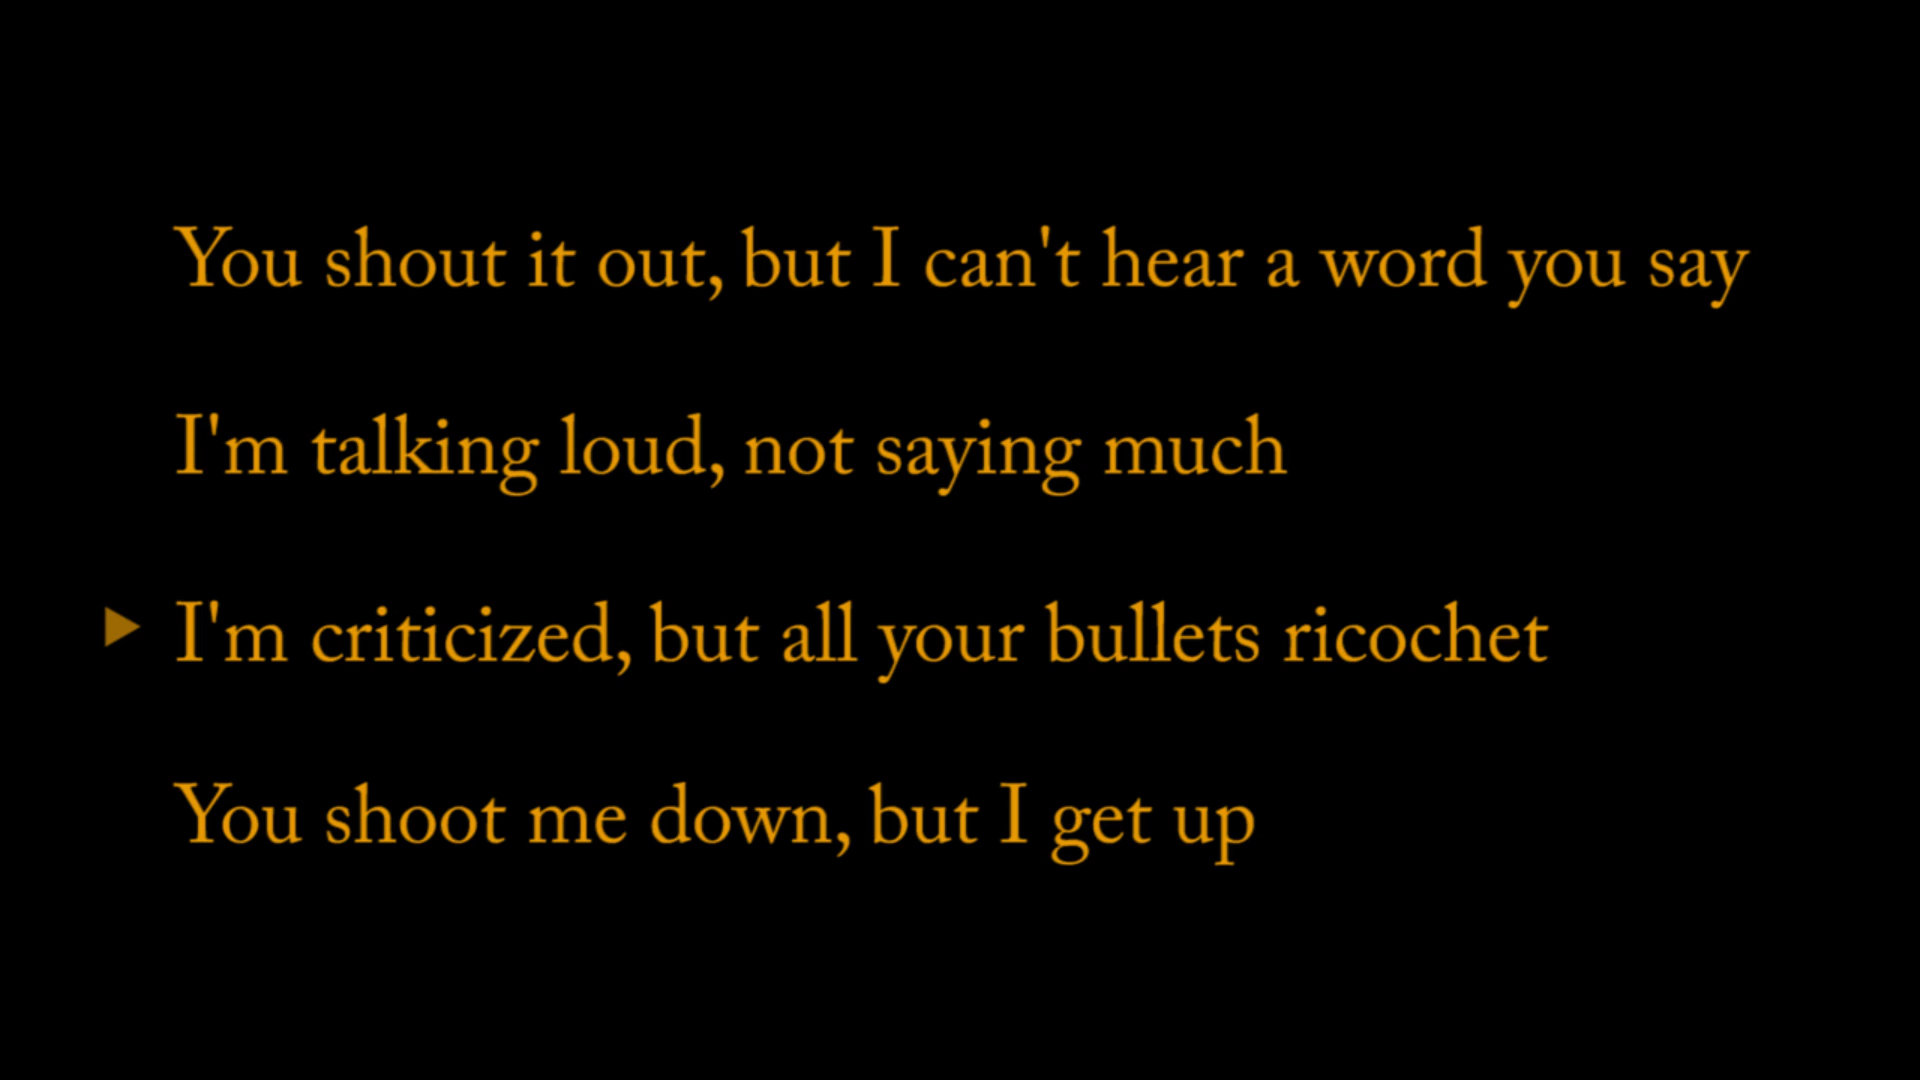 You shout it out, but I can't hear a word you say
I'm talking loud, not saying much
I'm criticized, but all your bullets ricochet
You shoot me down, but I get up